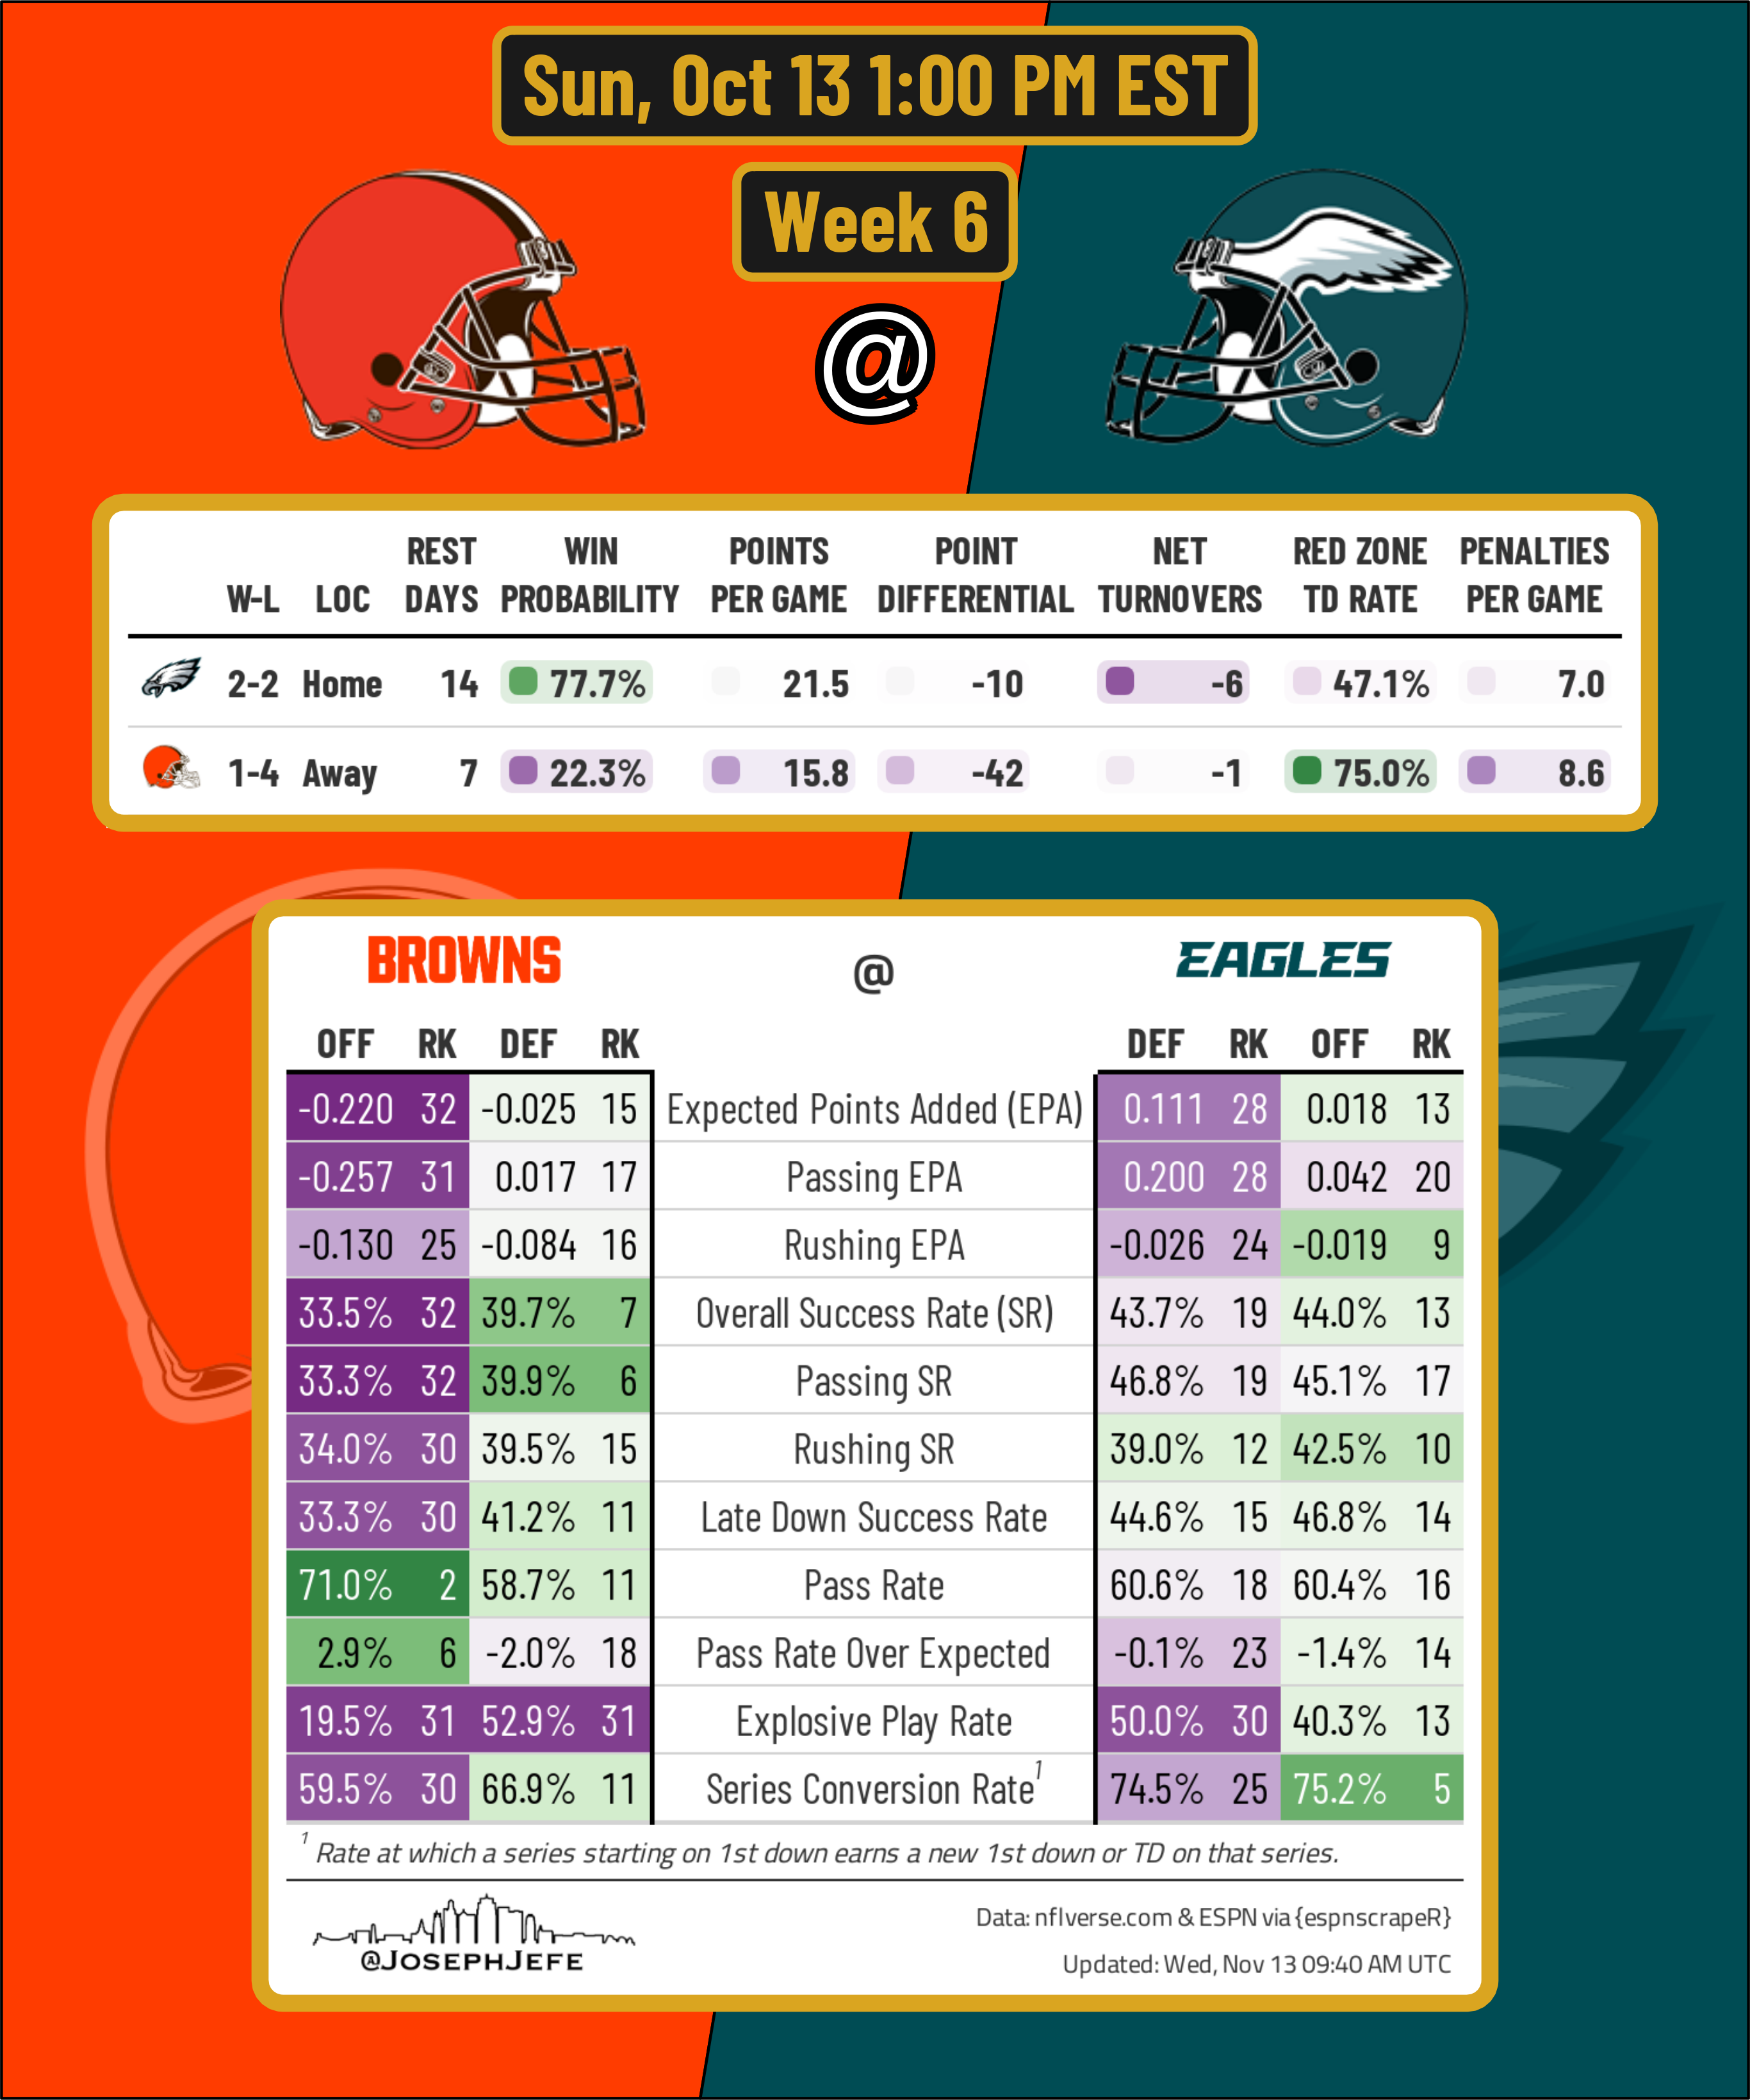 Sun, Oct 13 1:00 PM EST
Week 6
@
REST WIN POINTS POINT NET RED ZONE PENALTIES
W-L LOC DAYS PROBABILITY PER GAME DIFFERENTIAL TURNOVERS TD RATE PER GAME
2-2 Home 14 77.7% 21.5 -10 -6 47.1% 7.0
1-4 Away 7 22.3% 15.8 -42 -1 75.0% 8.6
BROWNS @ EAGLES
OFF RK DEF RK DEF RK OFF RK
-0.220 32 -0.025 15 Expected Points Added (EPA) 0.111 28 0.018 13
-0.257 31 0.017 17 Passing EPA 0.200 28 0.042 20
-0.130 25 -0.084 16 Rushing EPA -0.026 24 -0.019 9
33.5% 32 39.7% 7 Overall Success Rate (SR) 43.7% 19 44.0% 13
33.3% 32 39.9% 6 Passing SR 46.8% 19 45.1% 17
34.0% 30 39.5% 15 Rushing SR 39.0% 12 42.5% 10
33.3% 30 41.2% 11 Late Down Success Rate 44.6% 15 46.8% 14
71.0% 2 58.7% 11 Pass Rate 60.6% 18 60.4% 16
2.9% 6 -2.0% 18 Pass Rate Over Expected -0.1% 23 -1.4% 14
19.5% 31 52.9% 31 Explosive Play Rate 50.0% 30 40.3% 13
59.5% 30 66.9% 11 Series Conversion Rate1 74.5% 25 75.2% 5
1 Rate at which a series starting on 1st down earns a new 1st down or TD on that series.
@JosephJefe
Data: nflverse.com & ESPN via {espnscrapeR}
Updated: Wed, Nov 13 09:40 AM UTC